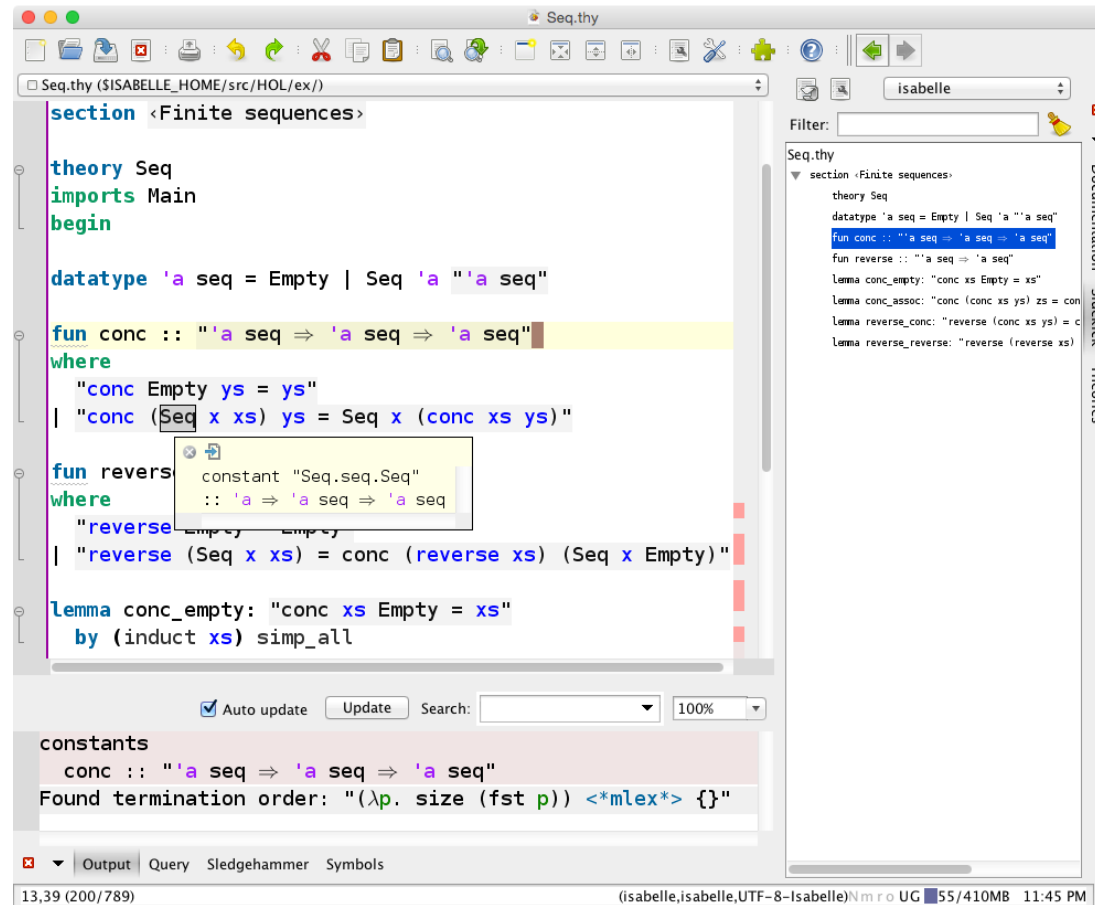 Seq.thy
Seq.thy ($ISABELLE_HOME/src/HOL/ex/)
section ‹Finite sequences›
theory Seq
imports Main
begin
datatype 'a seq = Empty | Seq 'a "'a seq"
fun conc :: "'a seq ⇒ 'a seq ⇒ 'a seq"
where
"conc Empty ys = ys"
| "conc (Seq x xs) ys = Seq x (conc xs ys)"
constant "Seq.seq.Seq"
:: 'a ⇒ 'a seq ⇒ 'a seq
fun revers
where
"reverse Empty = Empty"
| "reverse (Seq x xs) = conc (reverse xs) (Seq x Empty)"
lemma conc_empty: "conc xs Empty = xs"
by (induct xs) simp_all
Auto update Update Search: 100%
constants
conc :: "'a seq ⇒ 'a seq ⇒ 'a seq"
Found termination order: "(λp. size (fst p)) <*mlex*> {}"
Output Query Sledgehammer Symbols
isabelle
Filter:
Seq.thy
section ‹Finite sequences›
theory Seq
datatype 'a seq = Empty | Seq 'a "'a seq"
fun conc :: "'a seq ⇒ 'a seq ⇒ 'a seq"
fun reverse :: "'a seq ⇒ 'a seq"
lemma conc_empty: "conc xs Empty = xs"
lemma conc_assoc: "conc (conc xs ys) zs = con
lemma reverse_conc: "reverse (conc xs ys) = c
lemma reverse_reverse: "reverse (reverse xs)
Documentation
Sidekick
Theories
13,39 (200/789)
(isabelle,isabelle,UTF-8-Isabelle)N m r o UG 55/410MB 11:45 PM